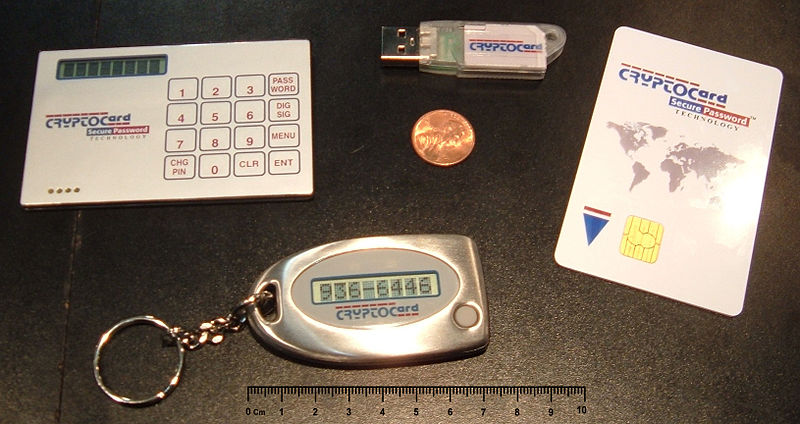 CRYPTOCard
Secure Password
TECHNOLOGY
1 2 3 PASS WORD
4 5 6 DIG SIG
7 8 9 MENU
CHG PIN 0 CLR ENT
CRYPTOCard
CRYPTOCard
Secure Password™
TECHNOLOGY
936-6446
CRYPTOCard
0 Cm 1 2 3 4 5 6 7 8 9 10